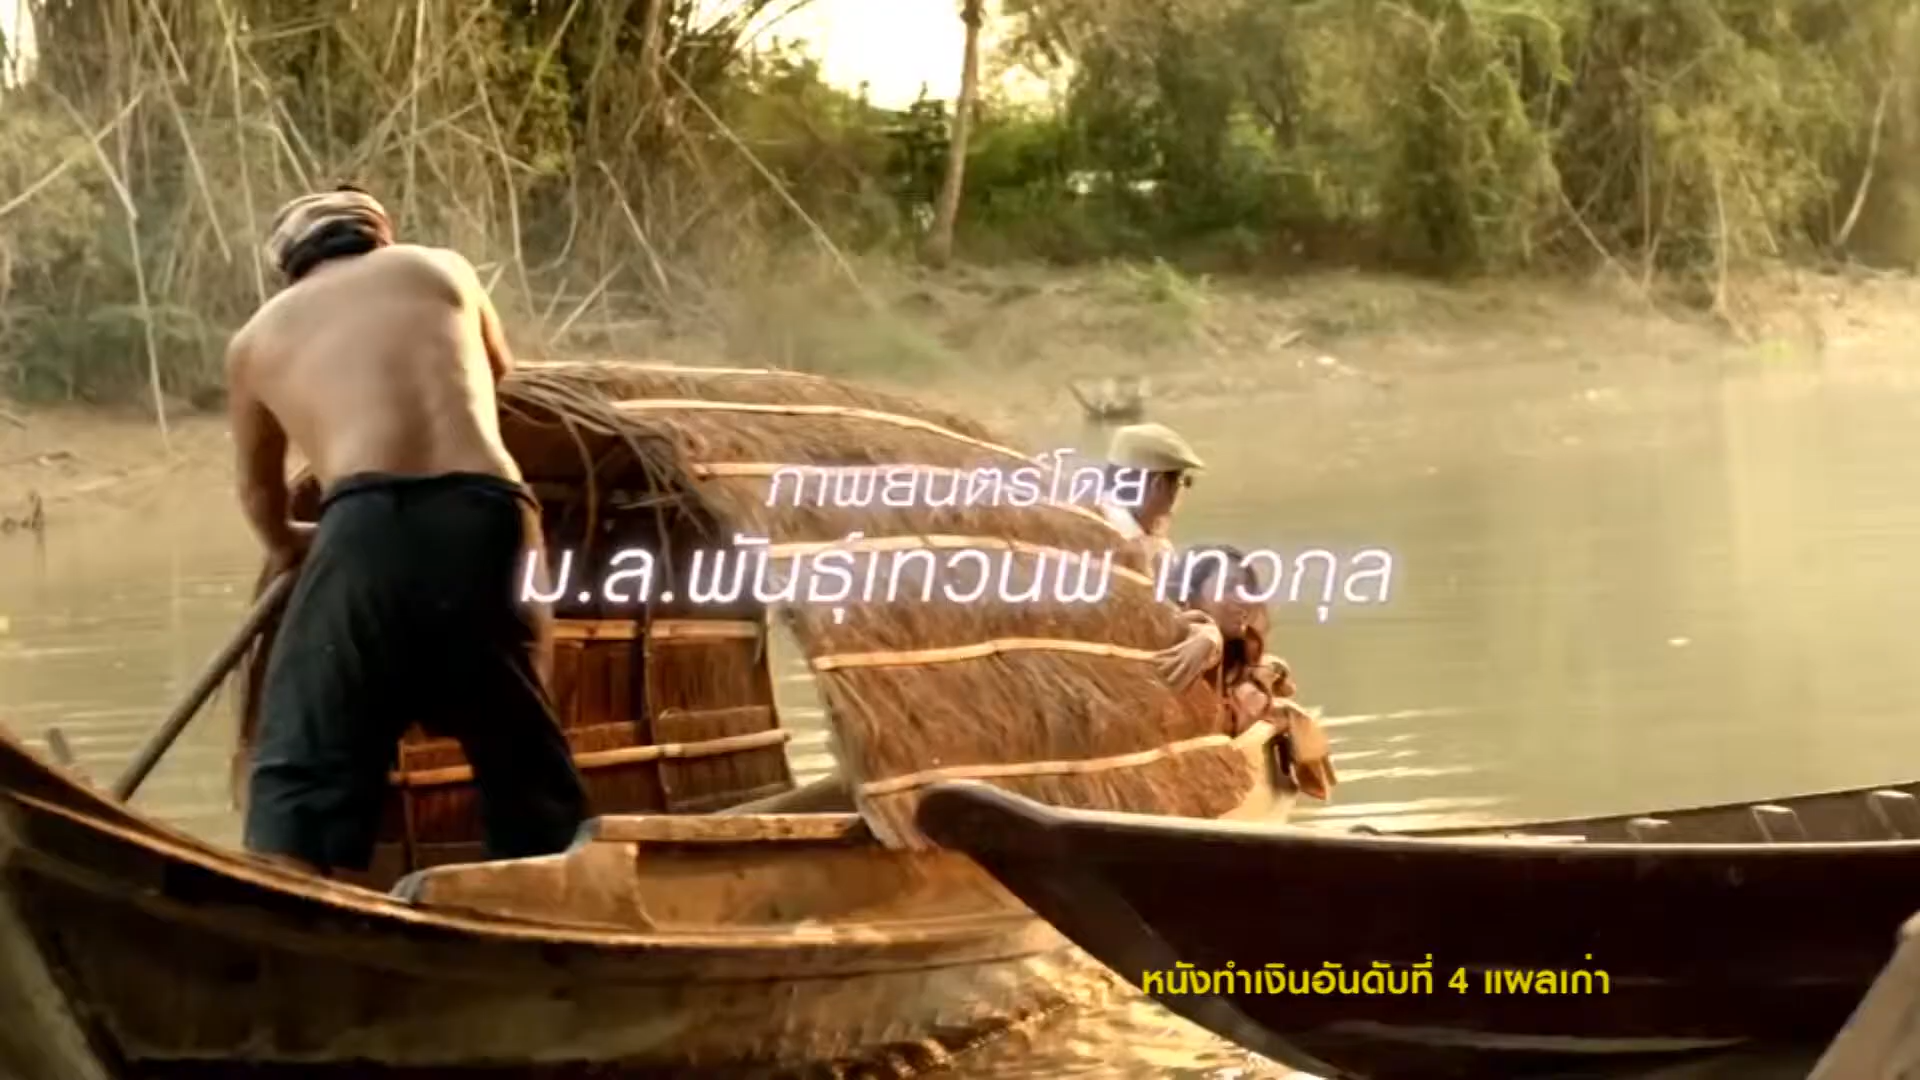 ภาพยนตร์โดย
ม.ล.พันธุ์เทวนพ เทวกุล
หนังทำเงินอันดับที่ 4 แผลเก่า